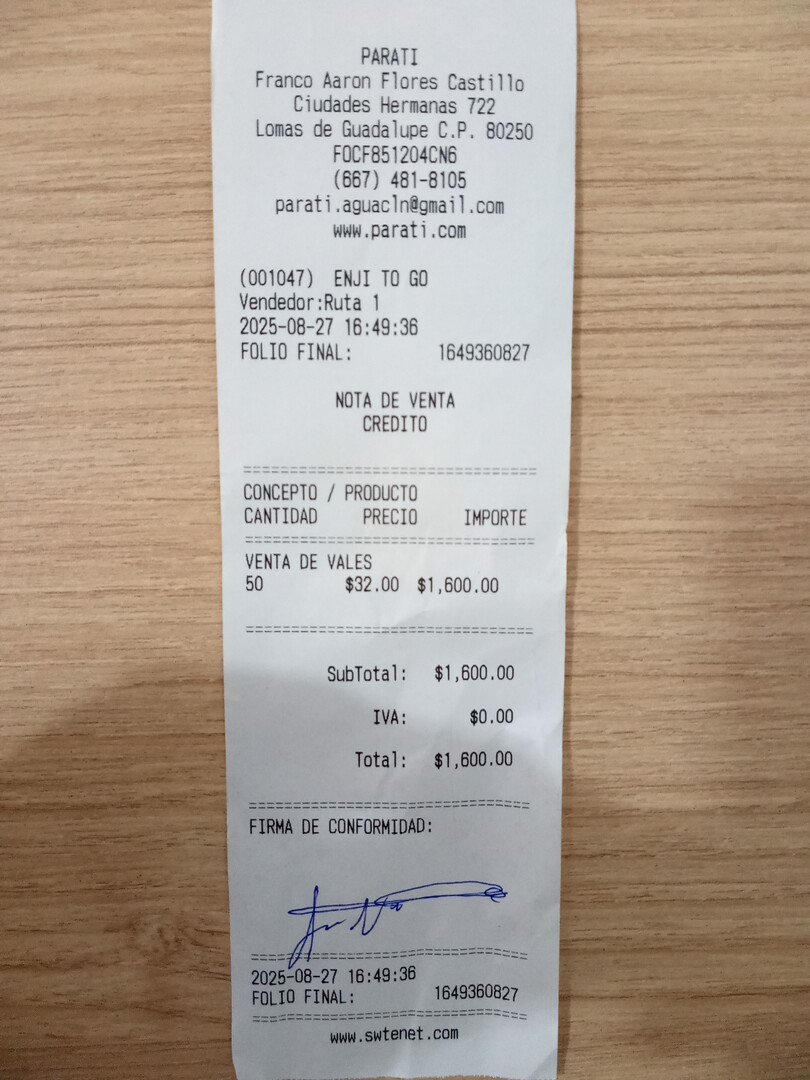 PARATI
Franco Aaron Flores Castillo
Ciudades Hermanas 722
Lomas de Guadalupe C.P. 80250
FOCF851204CN6
(667) 481-8105
parati.aguacln@gmail.com
www.parati.com
(001047) ENJI TO GO
Vendedor:Ruta 1
2025-08-27 16:49:36
FOLIO FINAL: 1649360827
NOTA DE VENTA
CREDITO
================================
CONCEPTO / PRODUCTO
CANTIDAD PRECIO IMPORTE
================================
VENTA DE VALES
50 $32.00 $1,600.00
================================
SubTotal: $1,600.00
IVA: $0.00
Total: $1,600.00
================================
FIRMA DE CONFORMIDAD:
================================
2025-08-27 16:49:36
FOLIO FINAL: 1649360827
================================
www.swtenet.com